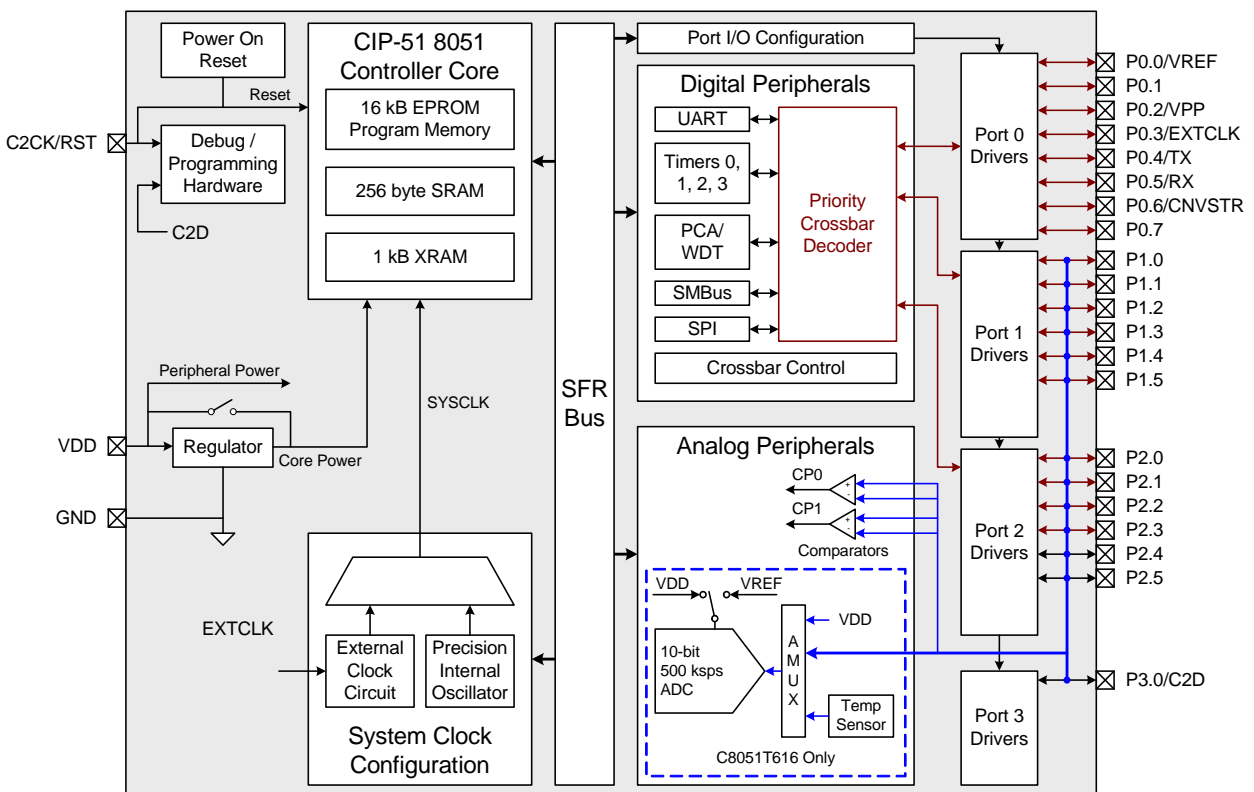 Power On
Reset
Reset
C2CK/RST
Debug /
Programming
Hardware
C2D
CIP-51 8051
Controller Core
16 kB EPROM
Program Memory
256 byte SRAM
1 kB XRAM
Peripheral Power
VDD
Regulator
Core Power
GND
SYSCLK
EXTCLK
External
Clock
Circuit
Precision
Internal
Oscillator
System Clock
Configuration
SFR
Bus
Port I/O Configuration
Digital Peripherals
UART
Timers 0,
1, 2, 3
PCA/
WDT
SMBus
SPI
Priority
Crossbar
Decoder
Crossbar Control
Analog Peripherals
CP0
+
-
CP1
+
-
Comparators
VDD
VREF
10-bit
500 ksps
ADC
A
M
U
X
VDD
Temp
Sensor
C8051T616 Only
Port 0
Drivers
Port 1
Drivers
Port 2
Drivers
Port 3
Drivers
P0.0/VREF
P0.1
P0.2/VPP
P0.3/EXTCLK
P0.4/TX
P0.5/RX
P0.6/CNVSTR
P0.7
P1.0
P1.1
P1.2
P1.3
P1.4
P1.5
P2.0
P2.1
P2.2
P2.3
P2.4
P2.5
P3.0/C2D